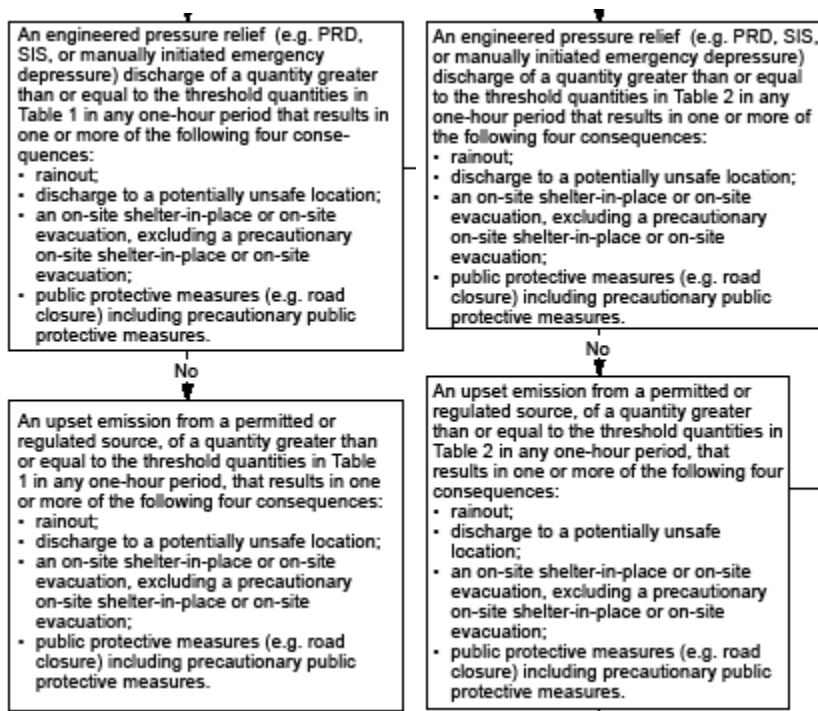 An engineered pressure relief (e.g. PRD,
SIS, or manually initiated emergency
depressure) discharge of a quantity greater
than or equal to the threshold quantities in
Table 1 in any one-hour period that results in
one or more of the following four conse-
quences:
• rainout;
• discharge to a potentially unsafe location;
• an on-site shelter-in-place or on-site
evacuation, excluding a precautionary
on-site shelter-in-place or on-site
evacuation;
• public protective measures (e.g. road
closure) including precautionary public
protective measures.
No
An upset emission from a permitted or
regulated source, of a quantity greater than
or equal to the threshold quantities in Table
1 in any one-hour period, that results in one
or more of the following four consequences:
• rainout;
• discharge to a potentially unsafe location;
• an on-site shelter-in-place or on-site
evacuation, excluding a precautionary
on-site shelter-in-place or on-site
evacuation;
• public protective measures (e.g. road
closure) including precautionary public
protective measures.
An engineered pressure relief (e.g. PRD, SIS,
or manually initiated emergency depressure)
discharge of a quantity greater than or equal
to the threshold quantities in Table 2 in any
one-hour period that results in one or more of
the following four consequences:
• rainout;
• discharge to a potentially unsafe location;
• an on-site shelter-in-place or on-site
evacuation, excluding a precautionary
on-site shelter-in-place or on-site
evacuation;
• public protective measures (e.g. road
closure) including precautionary public
protective measures.
No
An upset emission from a permitted or
regulated source, of a quantity greater
than or equal to the threshold quantities in
Table 2 in any one-hour period, that
results in one or more of the following four
consequences:
• rainout;
• discharge to a potentially unsafe
location;
• an on-site shelter-in-place or on-site
evacuation, excluding a precautionary
on-site shelter-in-place or on-site
evacuation;
• public protective measures (e.g. road
closure) including precautionary public
protective measures.